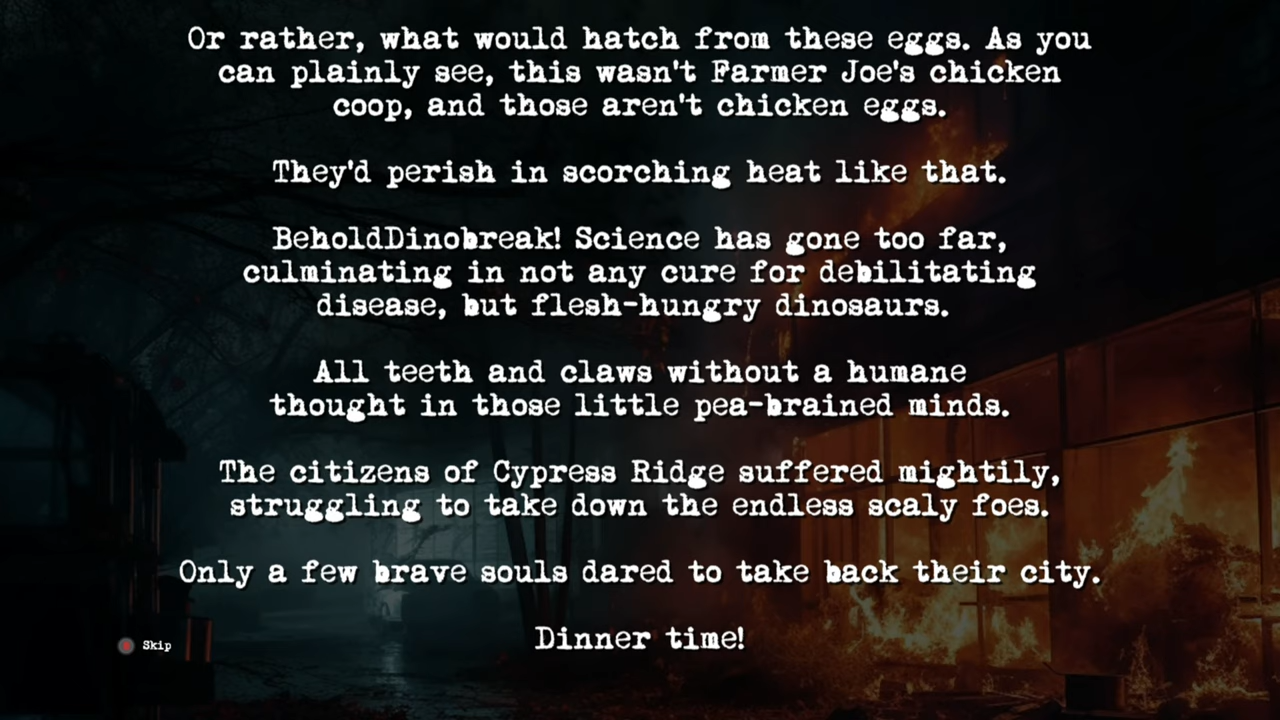 Or rather, what would hatch from these eggs. As you
can plainly see, this wasn't Farmer Joe's chicken
coop, and those aren't chicken eggs.
They'd perish in scorching heat like that.
BeholdDinobreak! Science has gone too far,
culminating in not any cure for debilitating
disease, but flesh-hungry dinosaurs.
All teeth and claws without a humane
thought in those little pea-brained minds.
The citizens of Cypress Ridge suffered mightily,
struggling to take down the endless scaly foes.
Only a few brave souls dared to take back their city.
Dinner time!
Skip